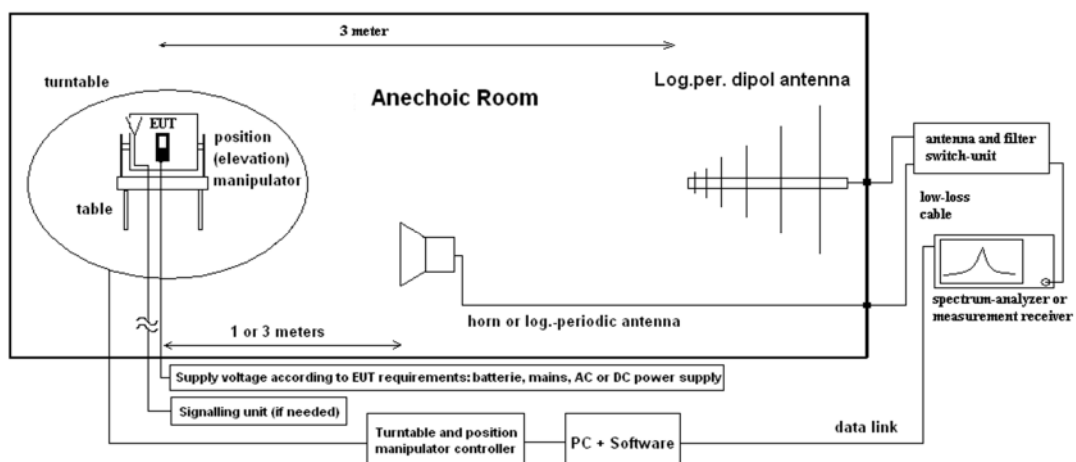 3 meter
turntable
Log.per. dipol antenna
Anechoic Room
EUT
position
(elevation)
manipulator
table
antenna and filter
switch-unit
low-loss
cable
spectrum-analyzer or
measurement receiver
horn or log.-periodic antenna
1 or 3 meters
Supply voltage according to EUT requirements: batterie, mains, AC or DC power supply
Signalling unit (if needed)
Turntable and position
manipulator controller
PC + Software
data link